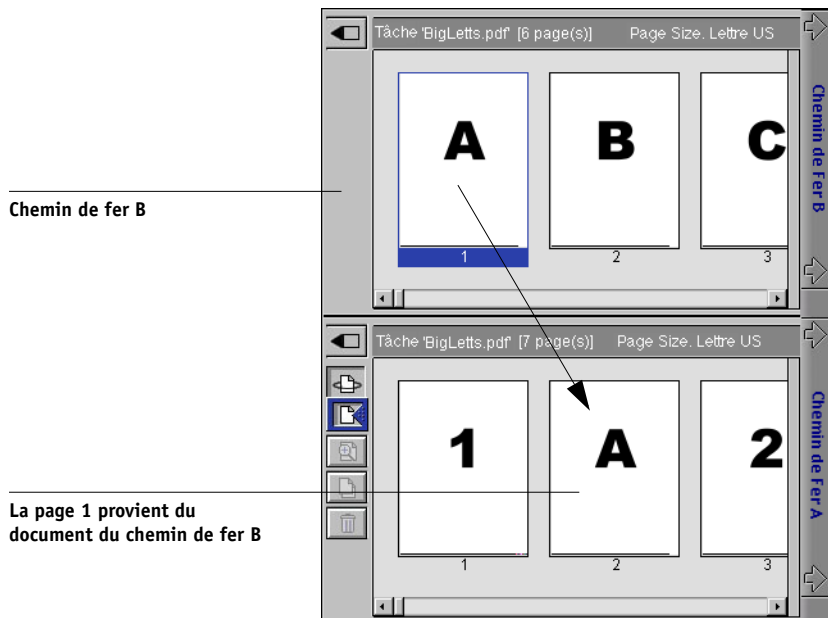 Tâche 'BigLetts.pdf' [6 page(s)] Page Size. Lettre US
A B C
1 2 3
Chemin de Fer B
Chemin de fer B
Tâche 'BigLetts.pdf' [7 page(s)] Page Size. Lettre US
1 A 2
1 2 3
Chemin de Fer A
La page 1 provient du
document du chemin de fer B